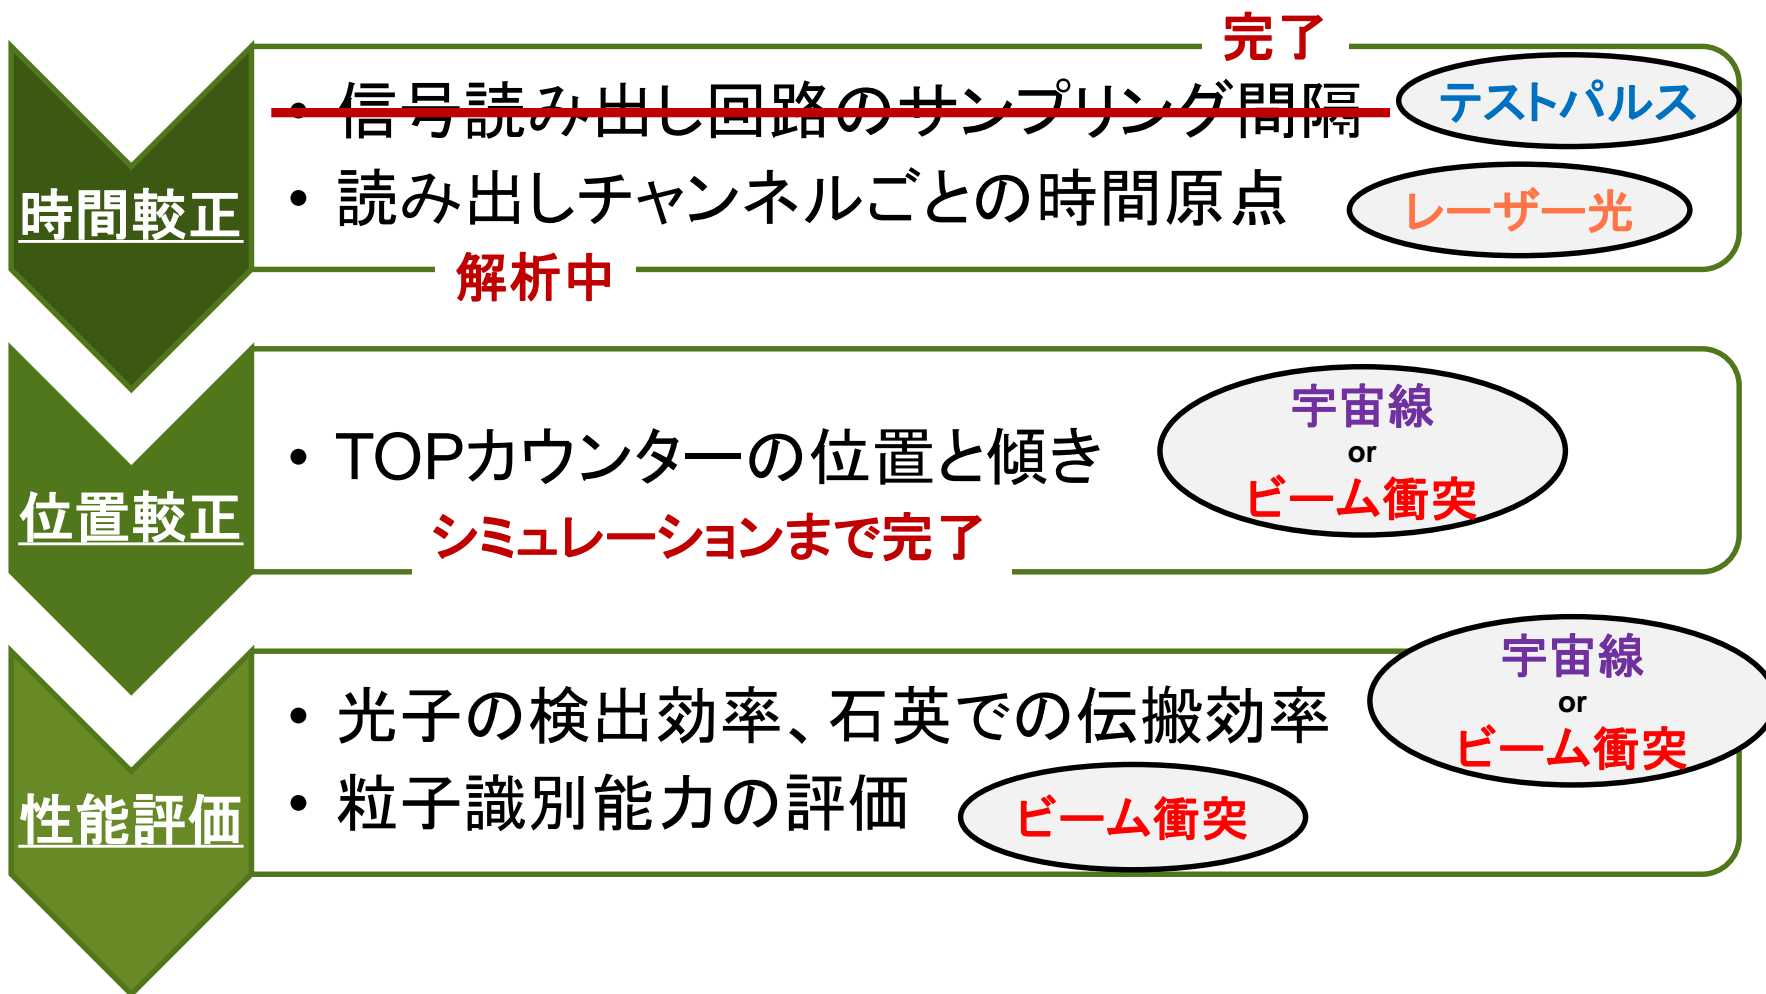 完了
• 信号読み出し回路のサンプリング間隔
テストパルス
時間較正
• 読み出しチャンネルごとの時間原点
レーザー光
解析中
位置較正
• TOPカウンターの位置と傾き
宇宙線
or
ビーム衝突
シミュレーションまで完了
性能評価
• 光子の検出効率、石英での伝搬効率
宇宙線
or
ビーム衝突
• 粒子識別能力の評価
ビーム衝突